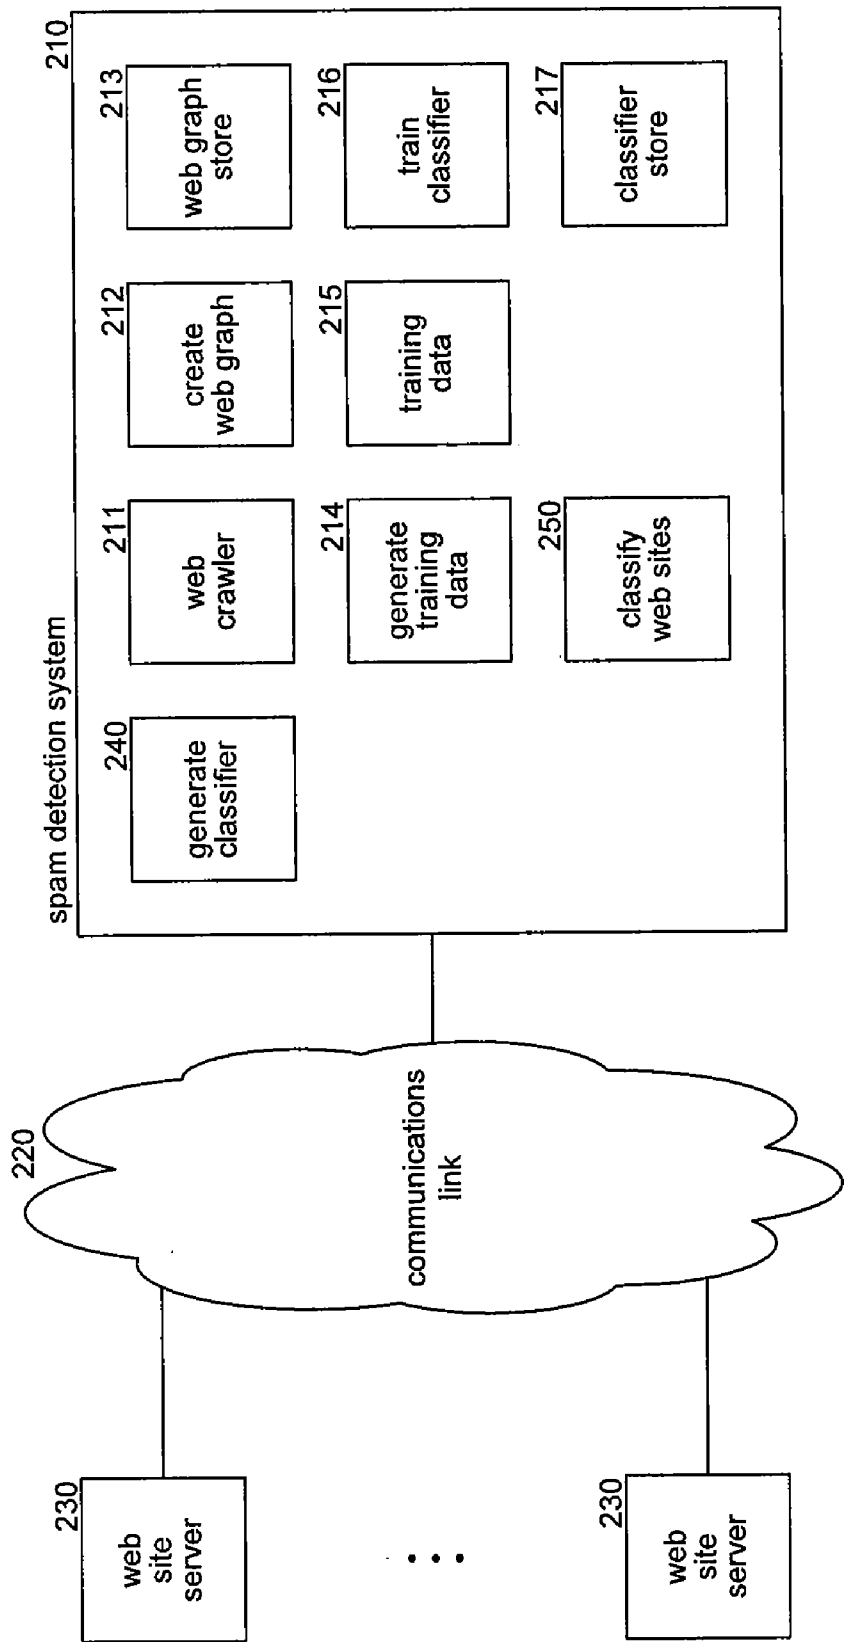 spam detection system
210
240
generate
classifier
211
web
crawler
212
create
web graph
213
web graph
store
214
generate
training
data
215
training
data
216
train
classifier
250
classify
web sites
217
classifier
store
220
communications
link
230
web
site
server
230
web
site
server